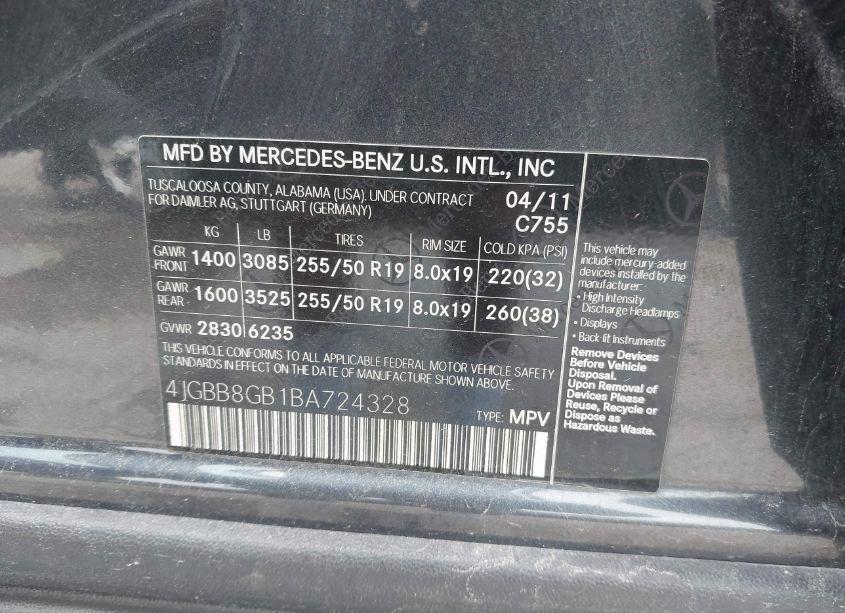 MFD BY MERCEDES-BENZ U.S. INTL., INC
TUSCALOOSA COUNTY, ALABAMA (USA), UNDER CONTRACT
FOR DAIMLER AG, STUTTGART (GERMANY)
04/11
C755
KG LB TIRES RIM SIZE COLD KPA (PSI)
GAWR
FRONT 1400 3085 255/50 R19 8.0x19 220(32)
GAWR
REAR 1600 3525 255/50 R19 8.0x19 260(38)
GVWR 2830 6235
THIS VEHICLE CONFORMS TO ALL APPLICABLE FEDERAL MOTOR VEHICLE SAFETY
STANDARDS IN EFFECT ON THE DATE OF MANUFACTURE SHOWN ABOVE.
4JGBB8GB1BA724328
TYPE: MPV
This vehicle may
include mercury-added
devices installed by the
manufacturer:
• High Intensity
Discharge Headlamps
• Displays
• Back-lit Instruments
Remove Devices
Before Vehicle
Disposal.
Upon Removal of
Devices Please
Reuse, Recycle or
Dispose as
Hazardous Waste.